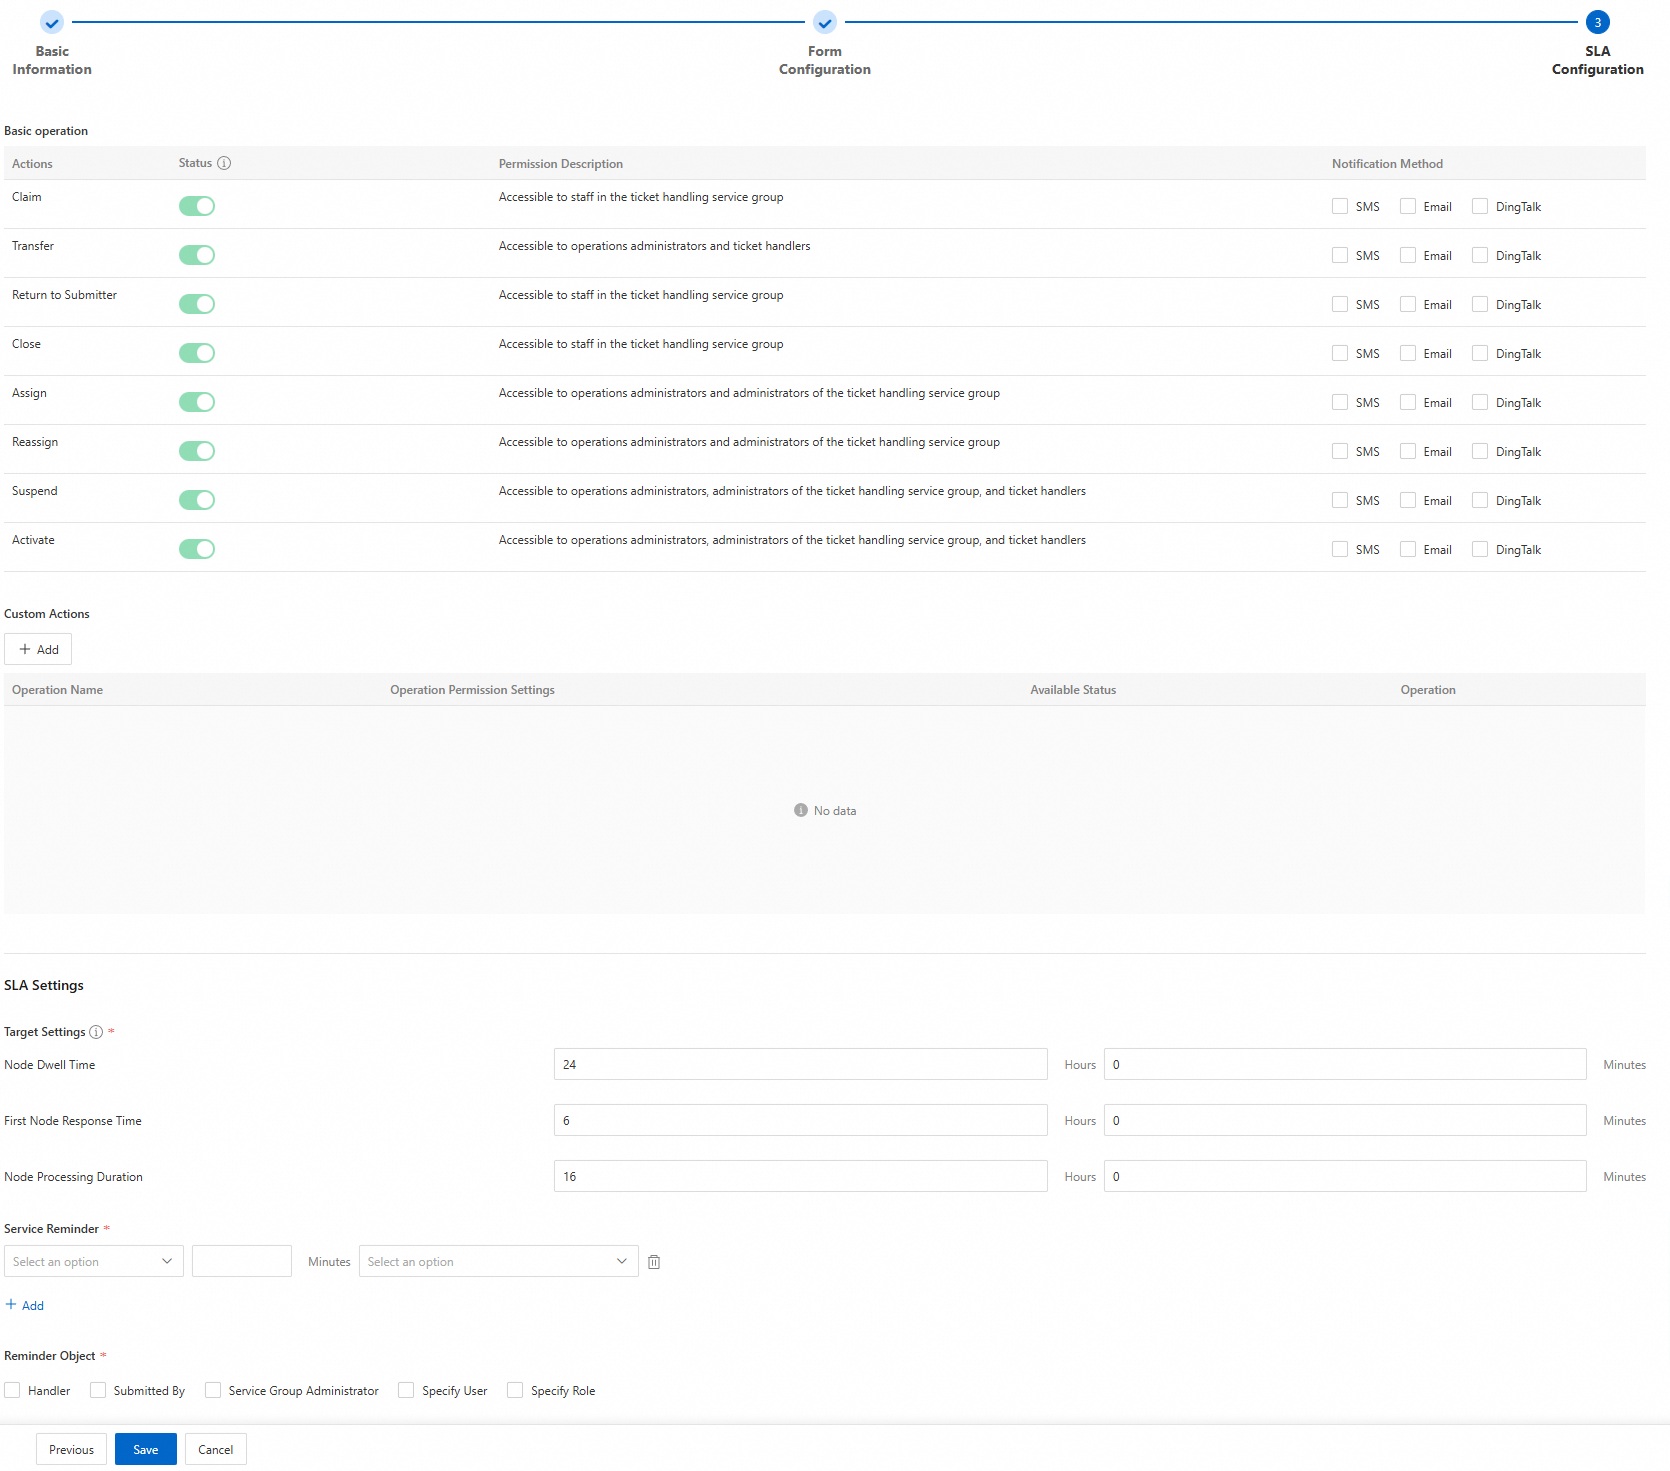 Basic
Information
Form
Configuration
3
SLA
Configuration
Basic operation
Actions Status Permission Description Notification Method
Claim Accessible to staff in the ticket handling service group SMS Email DingTalk
Transfer Accessible to operations administrators and ticket handlers SMS Email DingTalk
Return to Submitter Accessible to staff in the ticket handling service group SMS Email DingTalk
Close Accessible to staff in the ticket handling service group SMS Email DingTalk
Assign Accessible to operations administrators and administrators of the ticket handling service group SMS Email DingTalk
Reassign Accessible to operations administrators and administrators of the ticket handling service group SMS Email DingTalk
Suspend Accessible to operations administrators, administrators of the ticket handling service group, and ticket handlers SMS Email DingTalk
Activate Accessible to operations administrators, administrators of the ticket handling service group, and ticket handlers SMS Email DingTalk
Custom Actions
+ Add
Operation Name Operation Permission Settings Available Status Operation
No data
SLA Settings
Target Settings *
Node Dwell Time 24 Hours 0 Minutes
First Node Response Time 6 Hours 0 Minutes
Node Processing Duration 16 Hours 0 Minutes
Service Reminder *
Select an option Minutes Select an option
+ Add
Reminder Object *
Handler Submitted By Service Group Administrator Specify User Specify Role
Previous Save Cancel